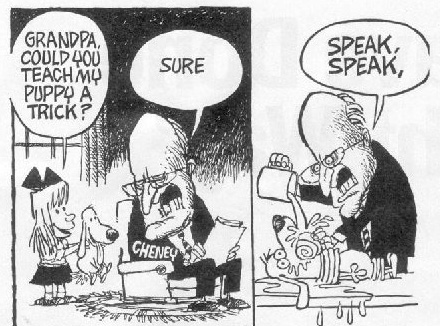 GRANDPA,
COULD YOU
TEACH MY
PUPPY A
TRICK?
SURE
CHENEY
SPEAK,
SPEAK,